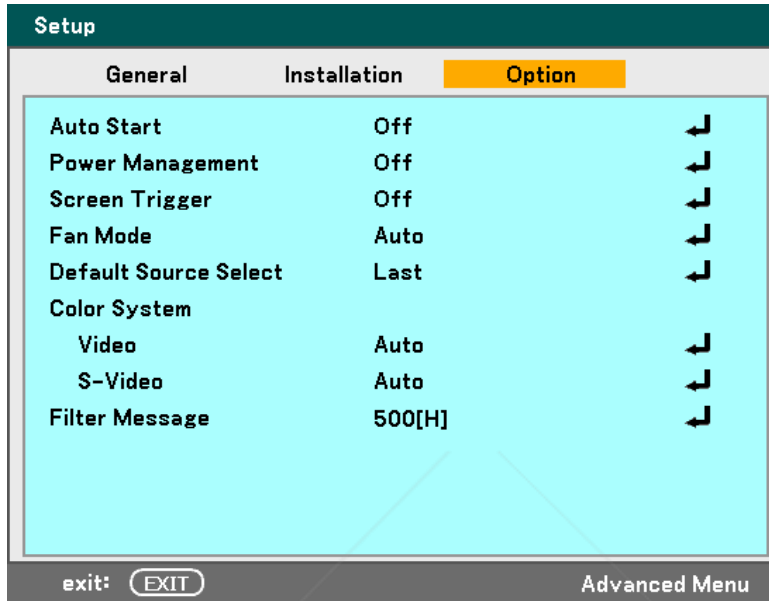 Setup
General Installation Option
Auto Start Off
Power Management Off
Screen Trigger Off
Fan Mode Auto
Default Source Select Last
Color System
Video Auto
S-Video Auto
Filter Message 500[H]
exit: EXIT Advanced Menu